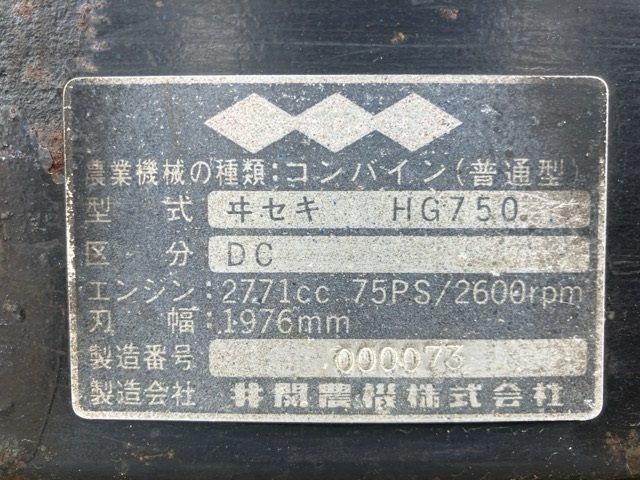 農業機械の種類:コンバイン(普通型)
型式 ヰセキ HG750
区分 DC
エンジン:2771cc 75PS/2600rpm
刃幅:1976mm
製造番号 000073
製造会社 井関農機株式会社